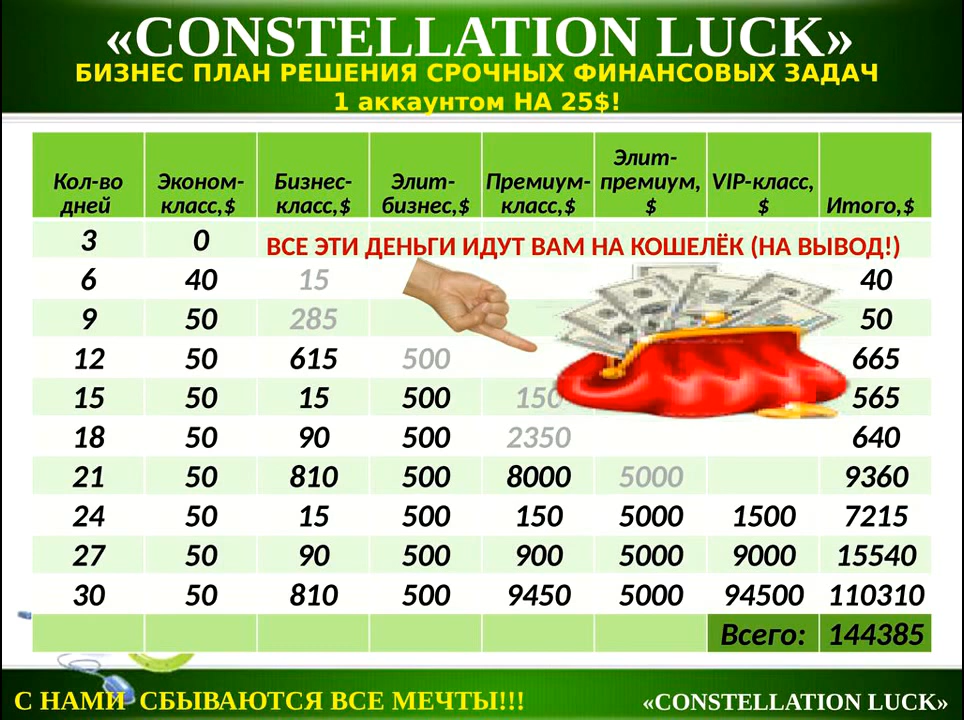 «CONSTELLATION LUCK»
БИЗНЕС ПЛАН РЕШЕНИЯ СРОЧНЫХ ФИНАНСОВЫХ ЗАДАЧ
1 аккаунтом НА 25$!
Кол-во дней Эконом-класс,$ Бизнес-класс,$ Элит-бизнес,$ Премиум-класс,$ Элит-премиум, $ VIP-класс, $ Итого,$
3 0 ВСЕ ЭТИ ДЕНЬГИ ИДУТ ВАМ НА КОШЕЛЁК (НА ВЫВОД!)
6 40 15 40
9 50 285 50
12 50 615 500 665
15 50 15 500 150 565
18 50 90 500 2350 640
21 50 810 500 8000 5000 9360
24 50 15 500 150 5000 1500 7215
27 50 90 500 900 5000 9000 15540
30 50 810 500 9450 5000 94500 110310
Всего: 144385
С НАМИ СБЫВАЮТСЯ ВСЕ МЕЧТЫ!!! «CONSTELLATION LUCK»